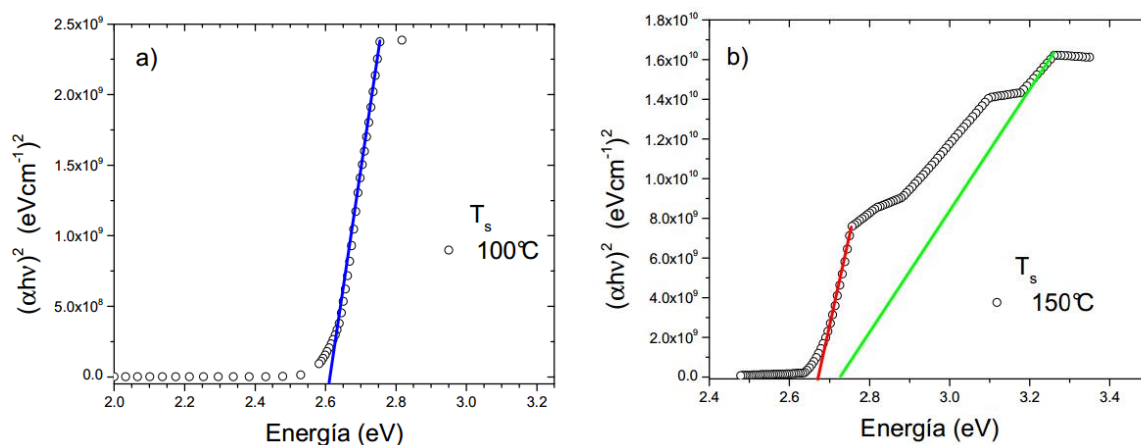 a)
2.5x10⁹
2.0x10⁹
1.5x10⁹
1.0x10⁹
5.0x10⁸
0.0
(αhν)² (eVcm⁻¹)²
Tₛ
100°C
2.0 2.2 2.4 2.6 2.8 3.0 3.2
Energía (eV)
b)
1.8x10¹⁰
1.6x10¹⁰
1.4x10¹⁰
1.2x10¹⁰
1.0x10¹⁰
8.0x10⁹
6.0x10⁹
4.0x10⁹
2.0x10⁹
0.0
(αhν)² (eVcm⁻¹)²
Tₛ
150°C
2.4 2.6 2.8 3.0 3.2 3.4
Energía (eV)